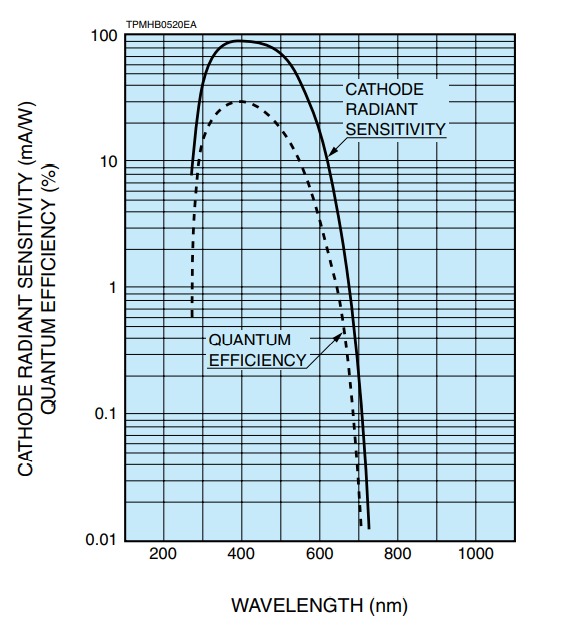 TPMHB0520EA
100
10
1
0.1
0.01
CATHODE RADIANT SENSITIVITY (mA/W)
QUANTUM EFFICIENCY (%)
CATHODE
RADIANT
SENSITIVITY
QUANTUM
EFFICIENCY
200 400 600 800 1000
WAVELENGTH (nm)